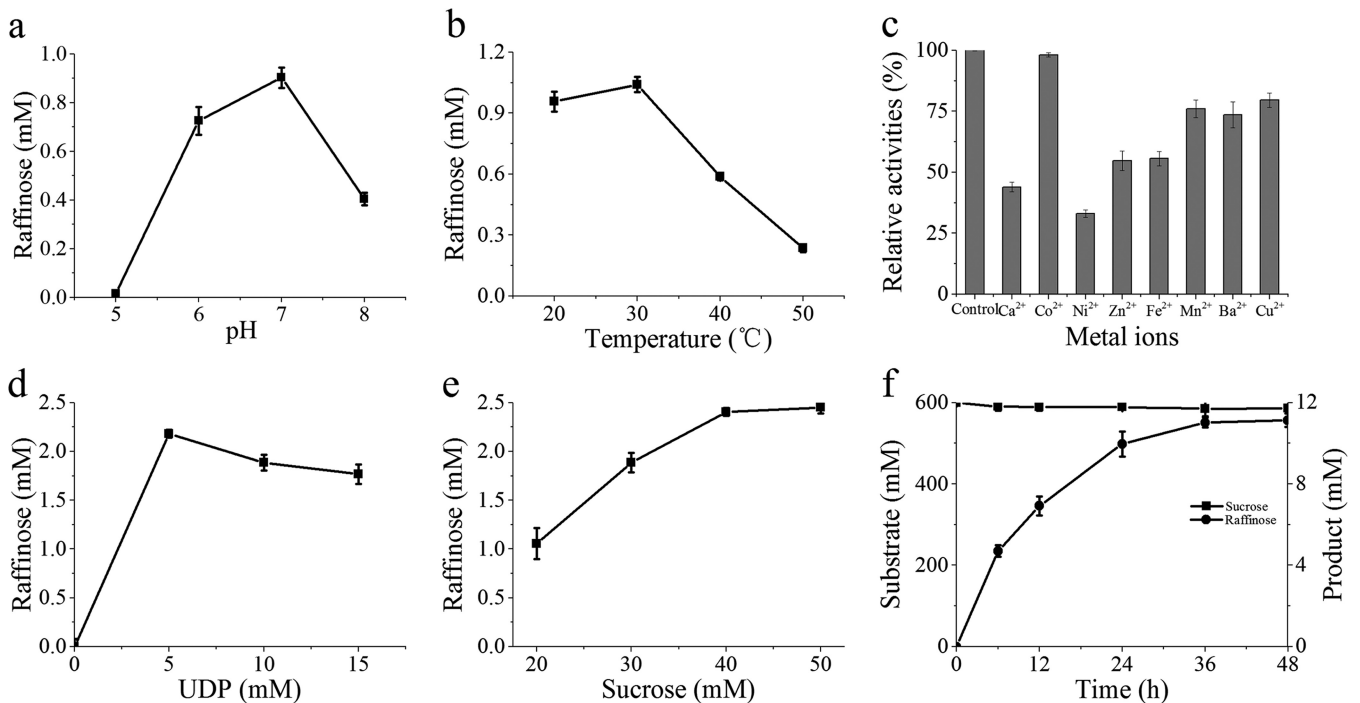 a
1.0
0.8
0.6
0.4
0.2
0.0
Raffinose (mM)
5 6 7 8
pH
b
1.2
0.9
0.6
0.3
0.0
Raffinose (mM)
20 30 40 50
Temperature (℃)
c
100
75
50
25
0
Relative activities (%)
Control Ca²⁺ Co²⁺ Ni²⁺ Zn²⁺ Fe²⁺ Mn²⁺ Ba²⁺ Cu²⁺
Metal ions
d
2.5
2.0
1.5
1.0
0.5
0.0
Raffinose (mM)
0 5 10 15
UDP (mM)
e
2.5
2.0
1.5
1.0
0.5
0.0
Raffinose (mM)
20 30 40 50
Sucrose (mM)
f
600
400
200
0
Substrate (mM)
Sucrose
Raffinose
12
8
4
0
Product (mM)
0 12 24 36 48
Time (h)